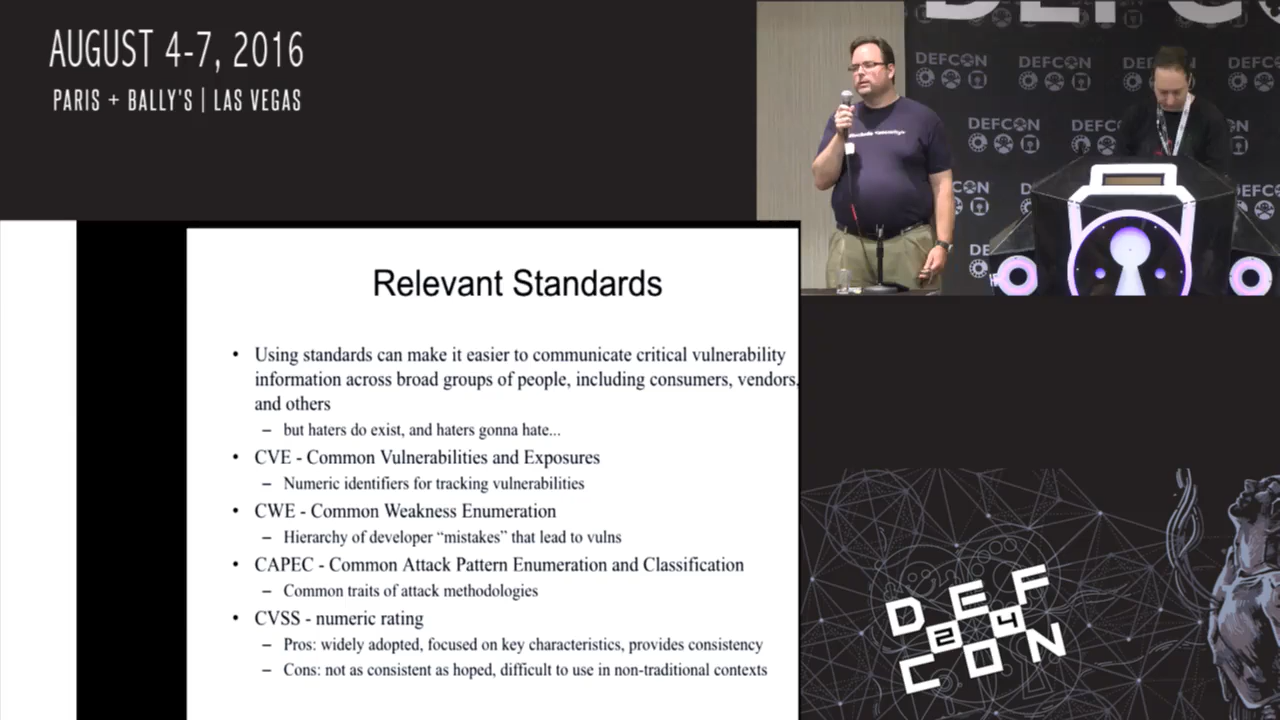 AUGUST 4-7, 2016
PARIS + BALLY'S | LAS VEGAS
DEFCO
DEFCON
DEFCON
DEF
DEFCON
DEFC
CON
DEFCON
DE
Relevant Standards
• Using standards can make it easier to communicate critical vulnerability
information across broad groups of people, including consumers, vendors,
and others
– but haters do exist, and haters gonna hate...
• CVE - Common Vulnerabilities and Exposures
– Numeric identifiers for tracking vulnerabilities
• CWE - Common Weakness Enumeration
– Hierarchy of developer “mistakes” that lead to vulns
• CAPEC - Common Attack Pattern Enumeration and Classification
– Common traits of attack methodologies
• CVSS - numeric rating
– Pros: widely adopted, focused on key characteristics, provides consistency
– Cons: not as consistent as hoped, difficult to use in non-traditional contexts
DEF
24
CON